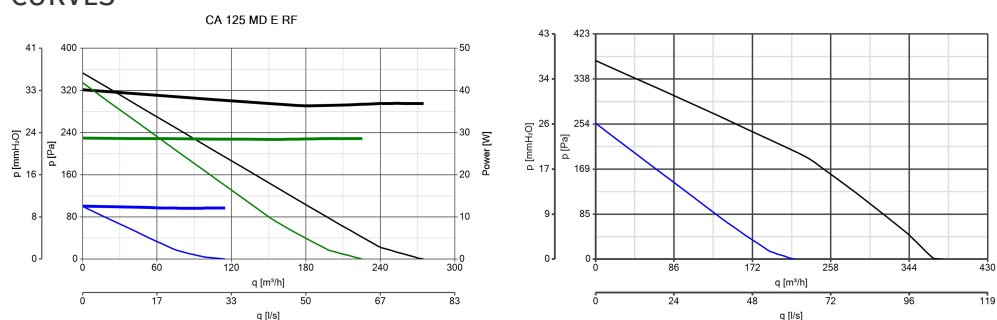 CURVES
CA 125 MD E RF
41 400 50
33 320 40
24 240 30
16 160 20
8 80 10
0 0 0
p [mmH₂O] p [Pa] Power [W]
0 60 120 180 240 300
q [m³/h]
0 17 33 50 67 83
q [l/s]
43 423
34 338
26 254
17 169
9 85
0 0
p [mmH₂O] p [Pa]
0 86 172 258 344 430
q [m³/h]
0 24 48 72 96 119
q [l/s]